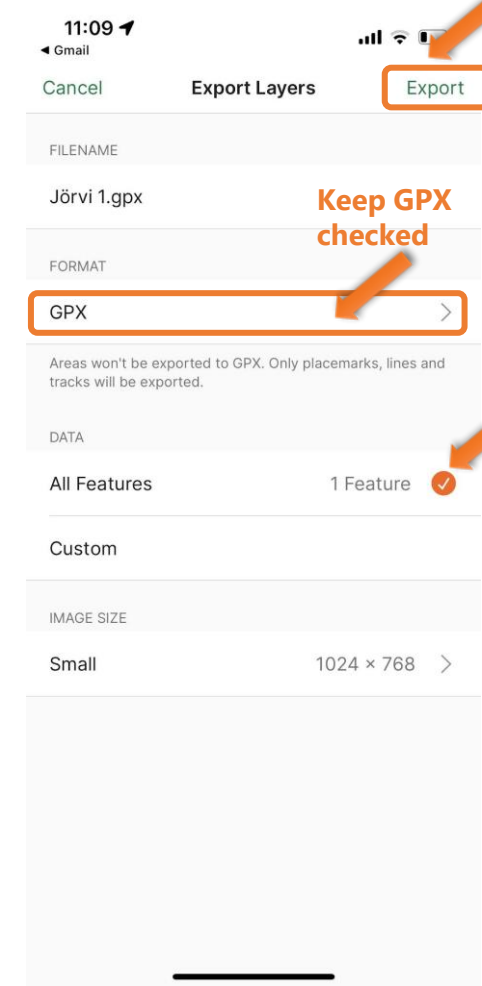 11:09
◀ Gmail
Cancel Export Layers Export
FILENAME
Jörvi 1.gpx
Keep GPX
checked
FORMAT
GPX
Areas won't be exported to GPX. Only placemarks, lines and
tracks will be exported.
DATA
All Features 1 Feature
Custom
IMAGE SIZE
Small 1024 × 768